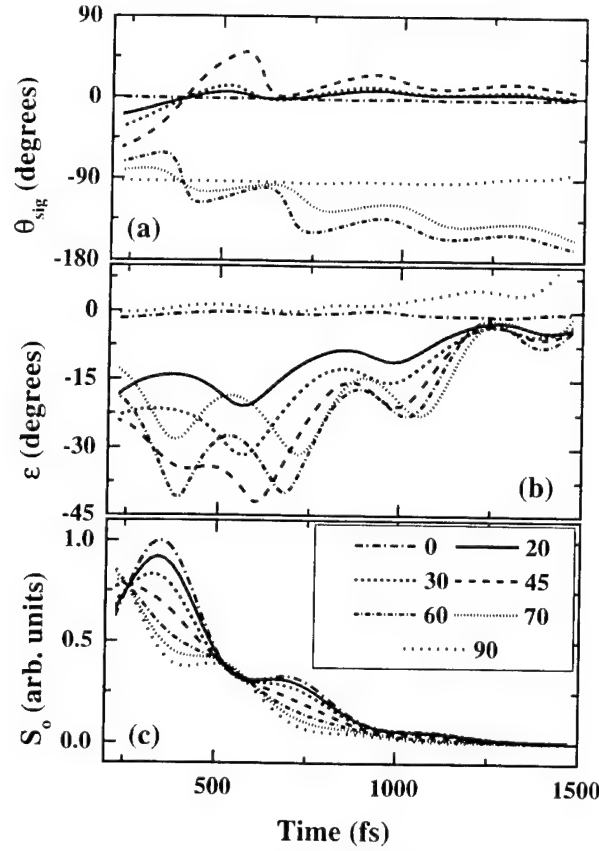 90
0
-90
-180
θsig (degrees)
(a)
0
-15
-30
-45
ε (degrees)
(b)
1.0
0.5
0.0
So (arb. units)
(c)
0 20
30 45
60 70
90
500 1000 1500
Time (fs)